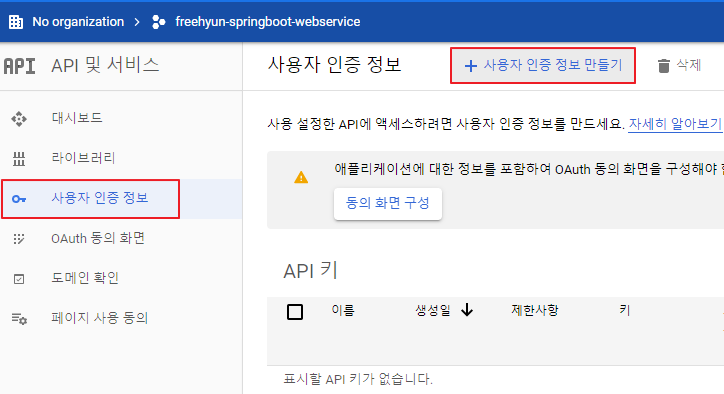 No organization > freehyun-springboot-webservice
API API 및 서비스
사용자 인증 정보
+ 사용자 인증 정보 만들기
삭제
대시보드
라이브러리
사용자 인증 정보
OAuth 동의 화면
도메인 확인
페이지 사용 동의
사용 설정한 API에 액세스하려면 사용자 인증 정보를 만드세요. 자세히 알아보기
애플리케이션에 대한 정보를 포함하여 OAuth 동의 화면을 구성해야
동의 화면 구성
API 키
이름 생성일 제한사항 키
표시할 API 키가 없습니다.